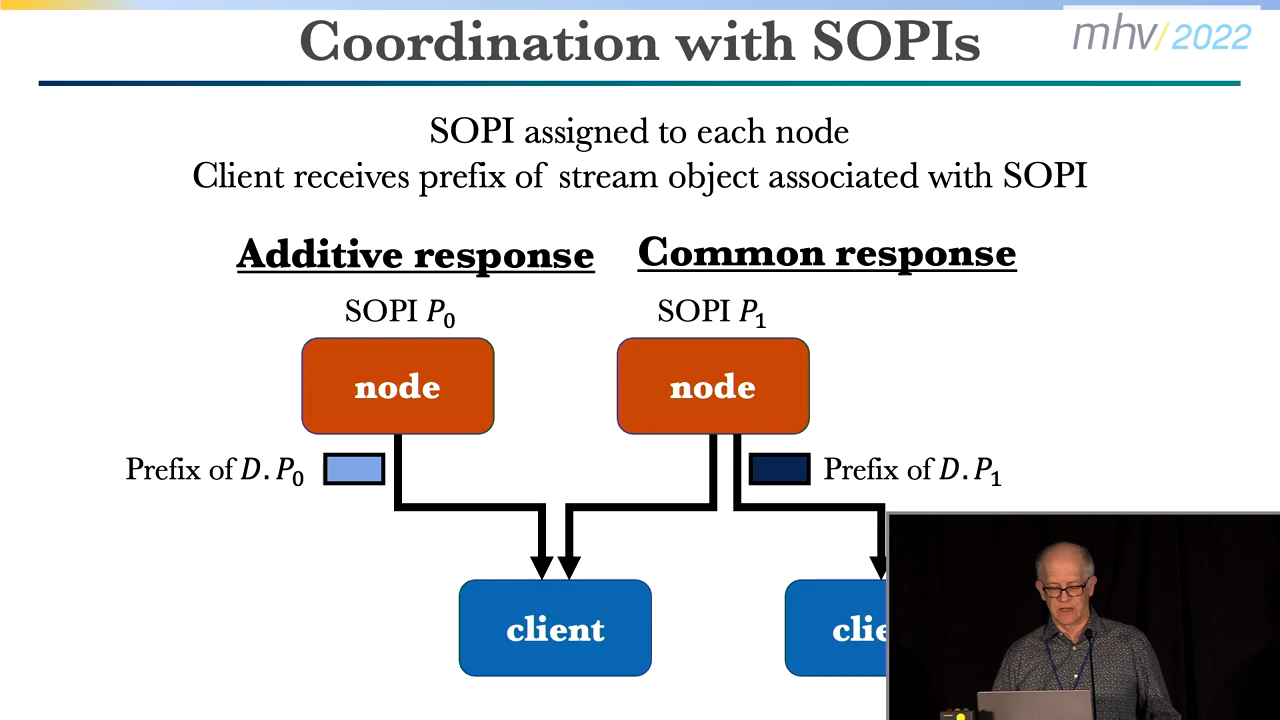 Coordination with SOPIs
mhv/2022
SOPI assigned to each node
Client receives prefix of stream object associated with SOPI
Additive response
Common response
SOPI P₀
SOPI P₁
node
node
Prefix of D.P₀
Prefix of D.P₁
client
clie